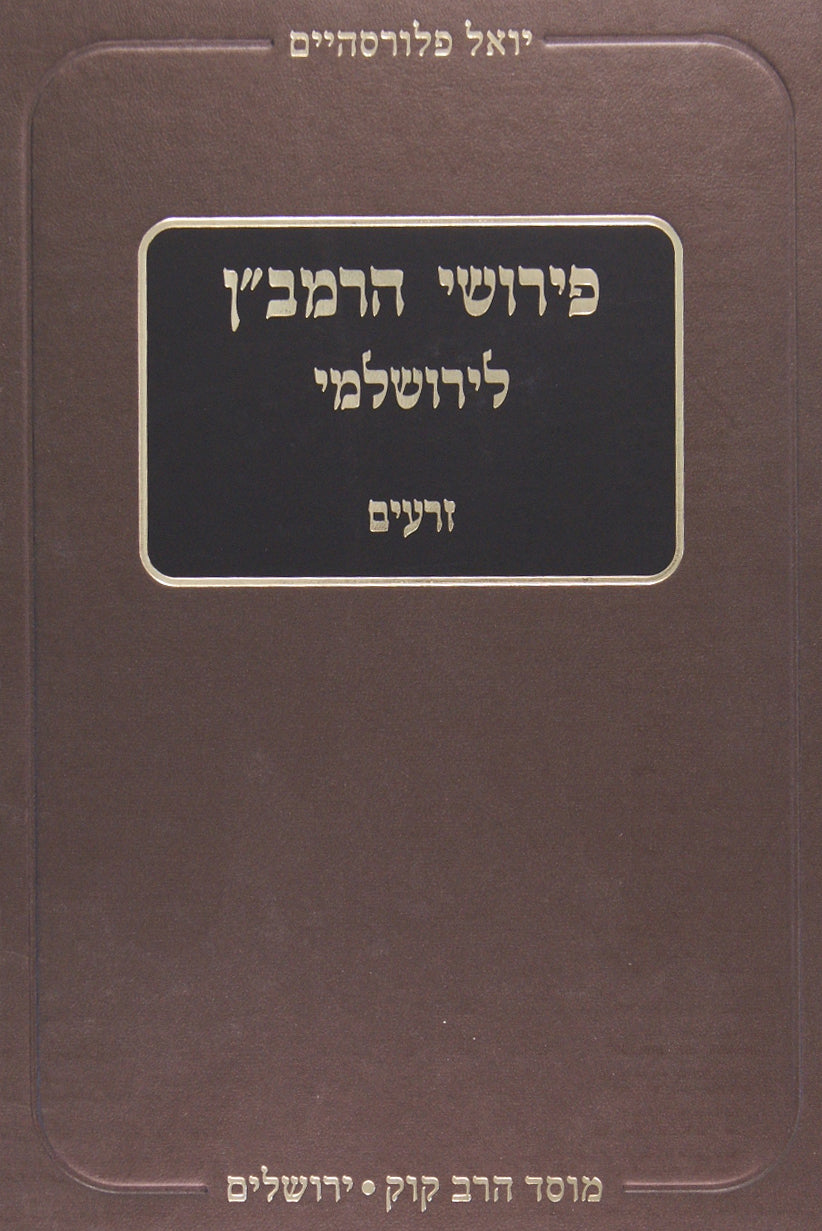 יואל פלורסהיים
פירושי הרמב״ן
לירושלמי
זרעים
מוסד הרב קוק • ירושלים